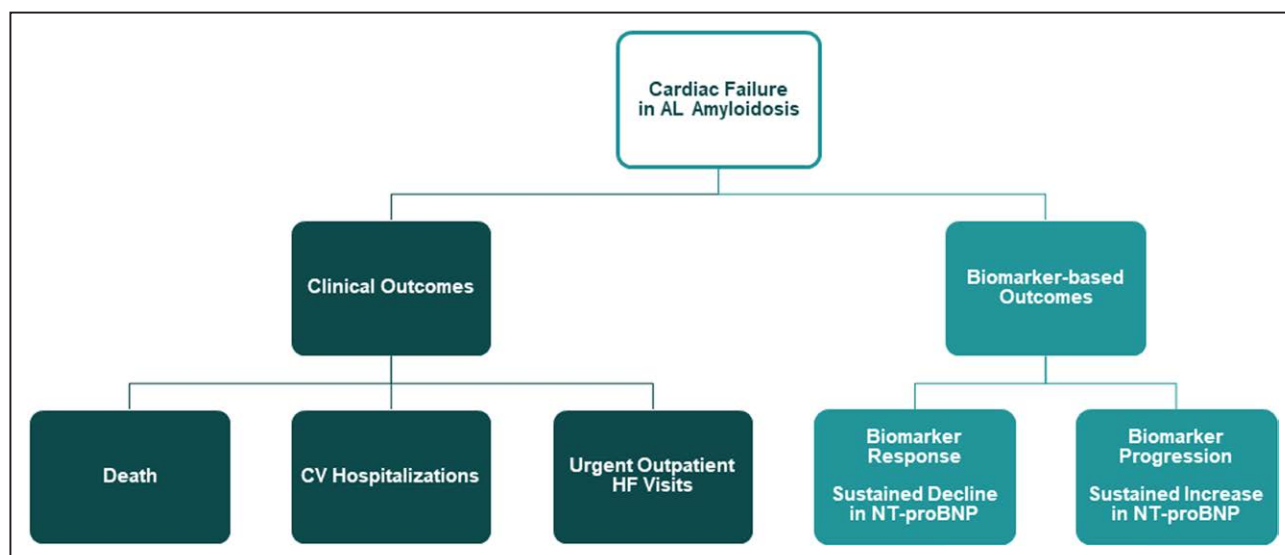 Cardiac Failure
in AL Amyloidosis
Clinical Outcomes
Biomarker-based
Outcomes
Death
CV Hospitalizations
Urgent Outpatient
HF Visits
Biomarker
Response
Sustained Decline
in NT-proBNP
Biomarker
Progression
Sustained Increase
in NT-proBNP